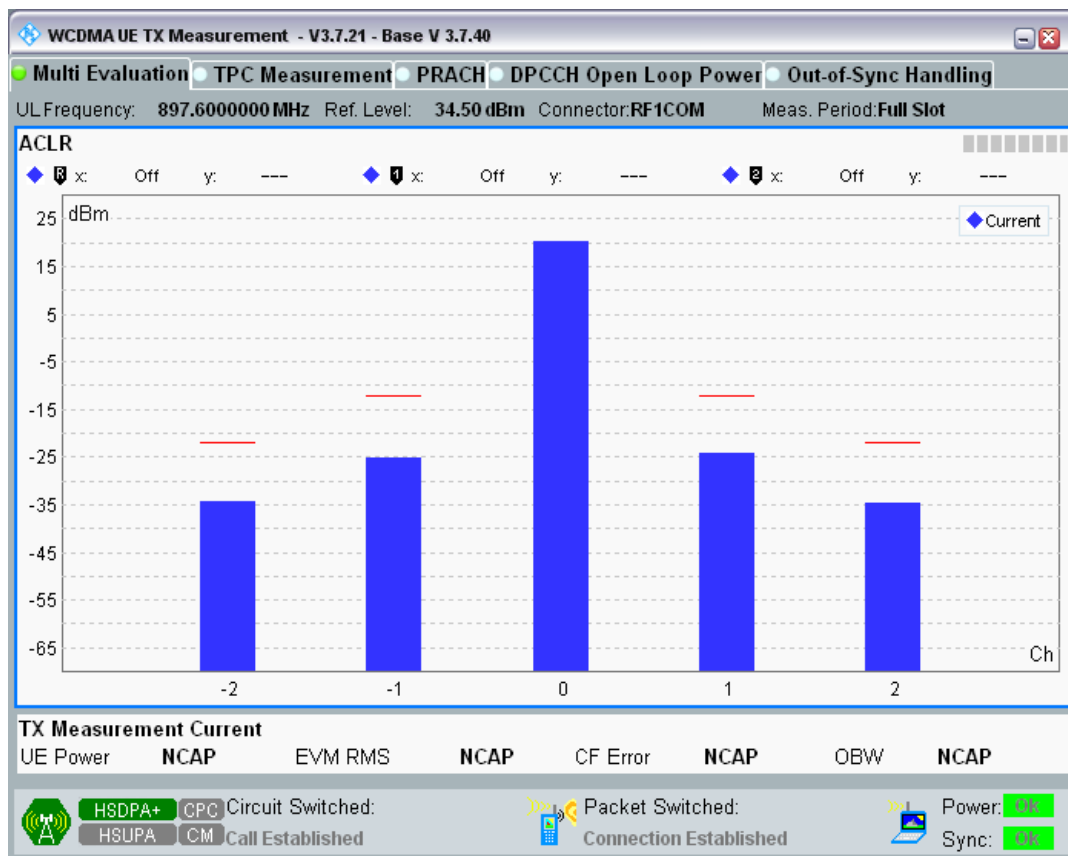 WCDMA UE TX Measurement - V3.7.21 - Base V 3.7.40
Multi Evaluation TPC Measurement PRACH DPCCH Open Loop Power Out-of-Sync Handling
UL Frequency: 897.6000000 MHz Ref. Level: 34.50 dBm Connector:RF1COM Meas. Period:Full Slot
ACLR
R x: Off y: --- 1 x: Off y: --- 2 x: Off y: ---
dBm
Current
25
15
5
-5
-15
-25
-35
-45
-55
-65
Ch
-2 -1 0 1 2
TX Measurement Current
UE Power NCAP EVM RMS NCAP CF Error NCAP OBW NCAP
HSDPA+ CPC Circuit Switched: Packet Switched: Power: OK
HSUPA CM Call Established Connection Established Sync: OK